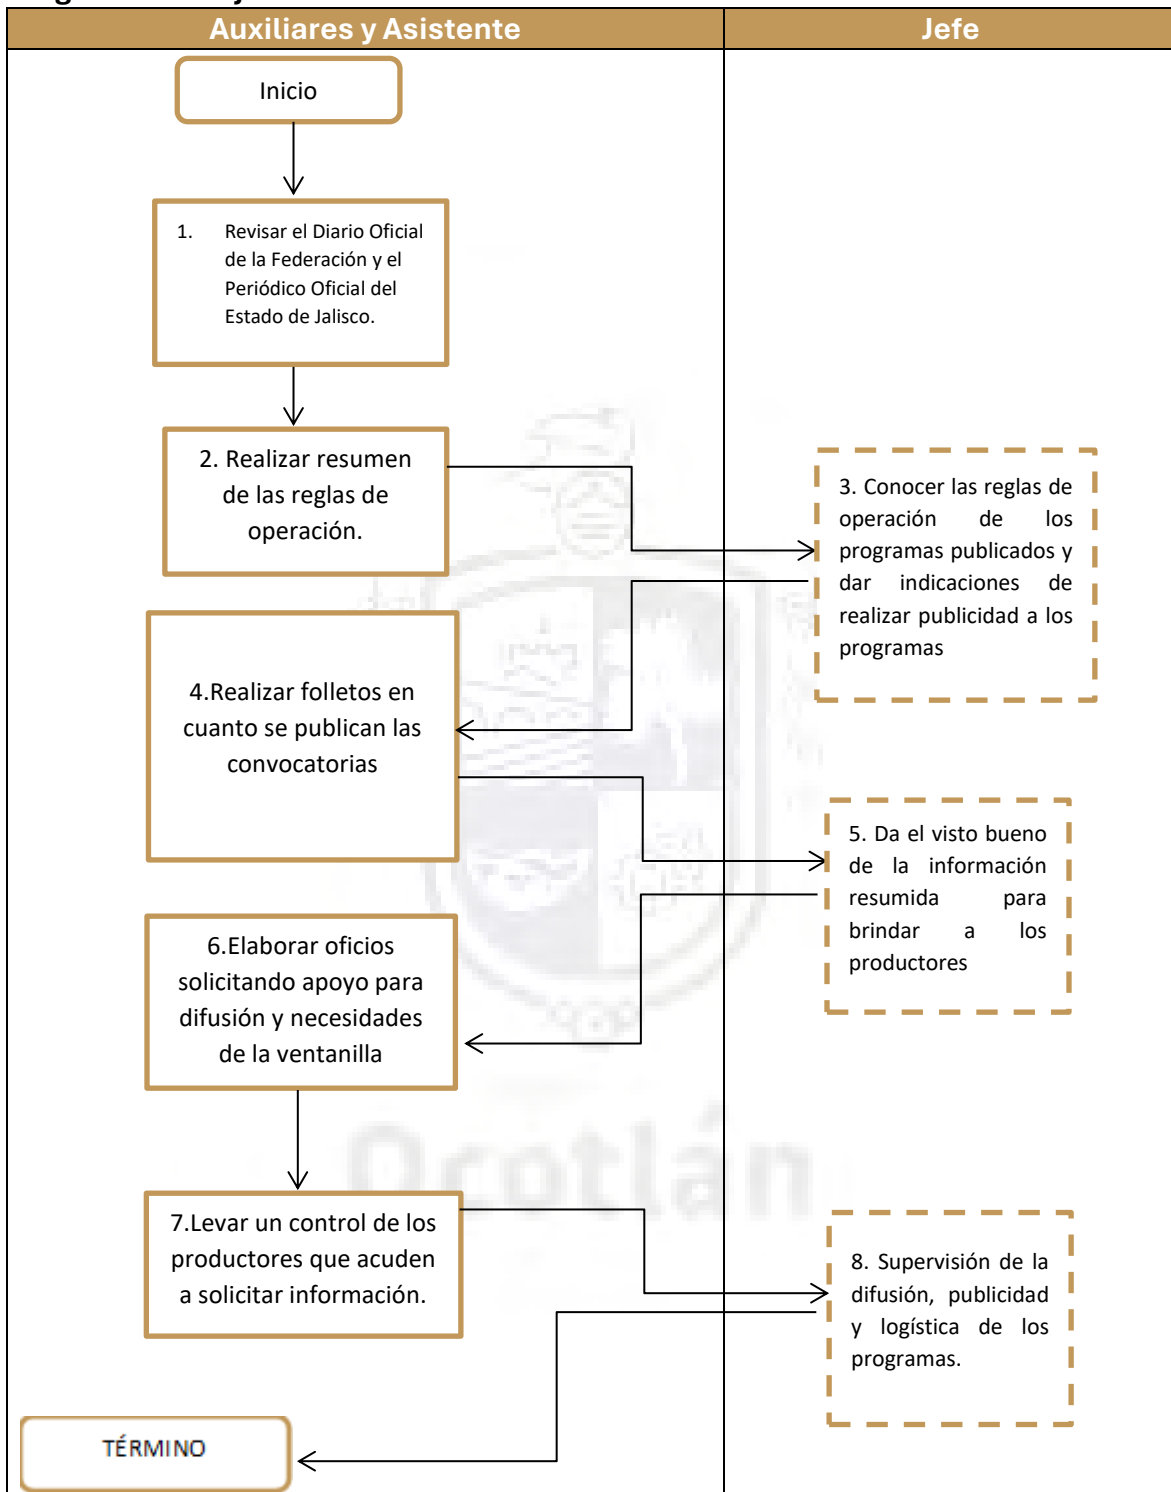 Auxiliares y Asistente
Jefe
Inicio
1. Revisar el Diario Oficial
de la Federación y el
Periódico Oficial del
Estado de Jalisco.
2. Realizar resumen
de las reglas de
operación.
3. Conocer las reglas de
operación de los
programas publicados y
dar indicaciones de
realizar publicidad a los
programas
4.Realizar folletos en
cuanto se publican las
convocatorias
5. Da el visto bueno
de la información
resumida para
brindar a los
productores
6.Elaborar oficios
solicitando apoyo para
difusión y necesidades
de la ventanilla
Ocotlán
7.Levar un control de los
productores que acuden
a solicitar información.
8. Supervisión de la
difusión, publicidad
y logística de los
programas.
TÉRMINO